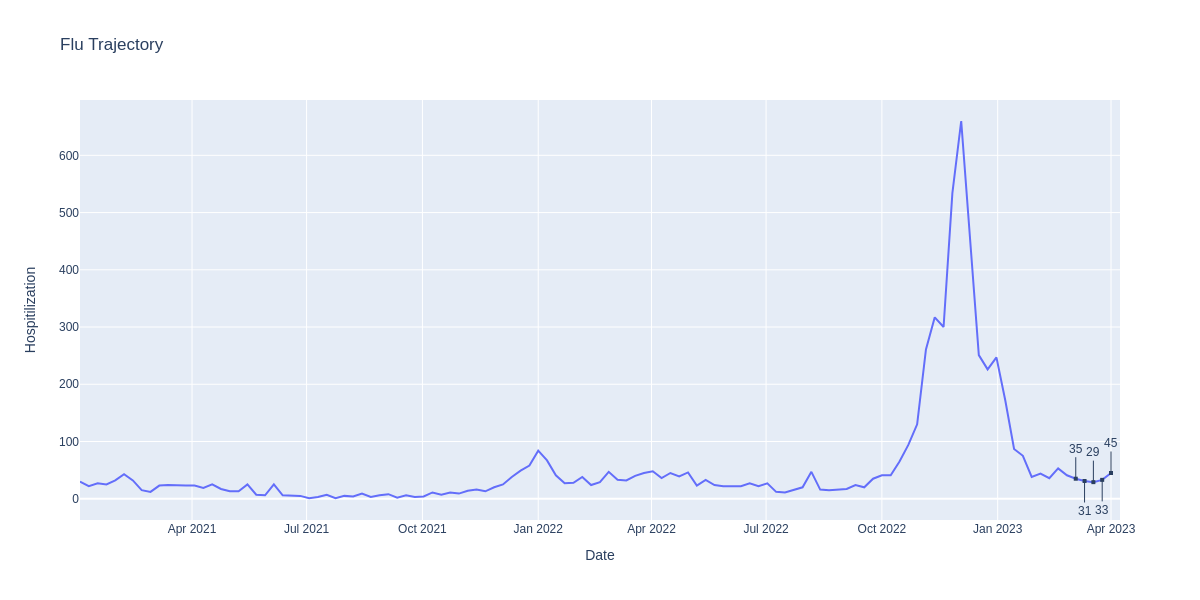 Flu Trajectory
Hospitilization
600
500
400
300
200
100
0
35
29
45
31
33
Apr 2021
Jul 2021
Oct 2021
Jan 2022
Apr 2022
Jul 2022
Oct 2022
Jan 2023
Apr 2023
Date